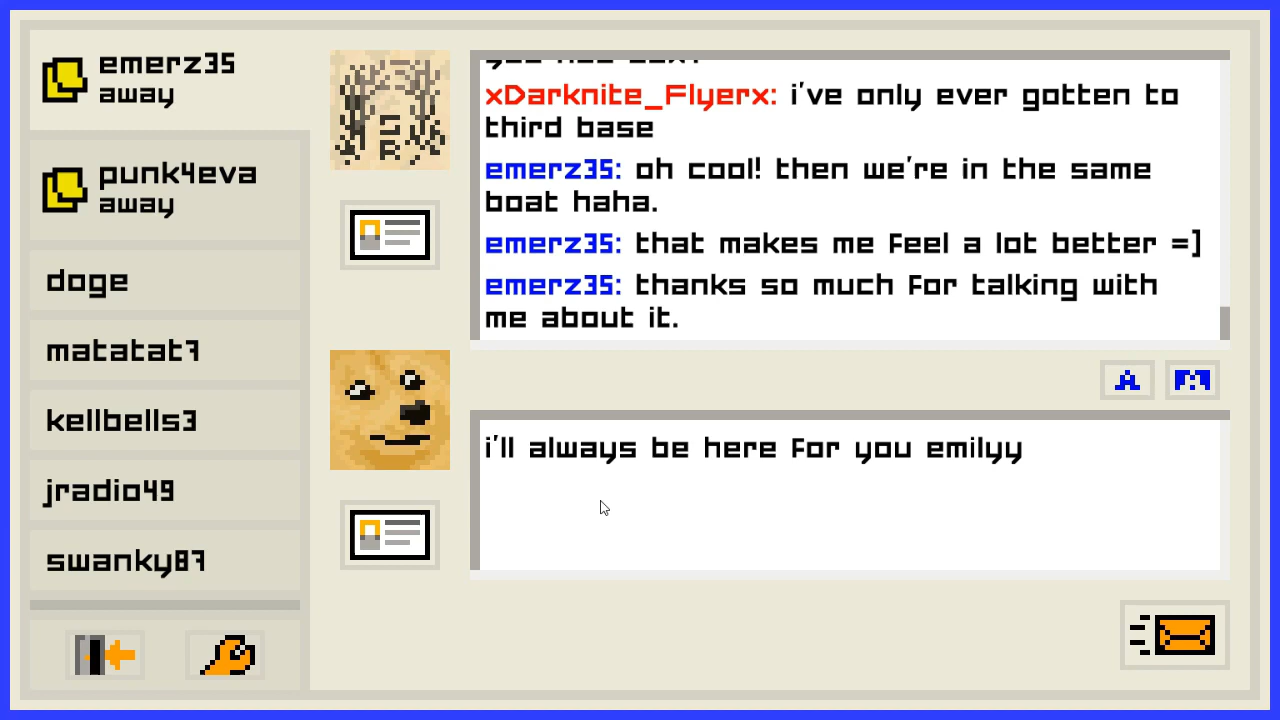 emerz35
away
punk4eva
away
doge
matatat7
kellbells3
jradio49
swanky87
xDarknite_Flyerx: i've only ever gotten to
third base
emerz35: oh cool! then we're in the same
boat haha.
emerz35: that makes me feel a lot better =]
emerz35: thanks so much for talking with
me about it.
A
i'll always be here for you emilyy